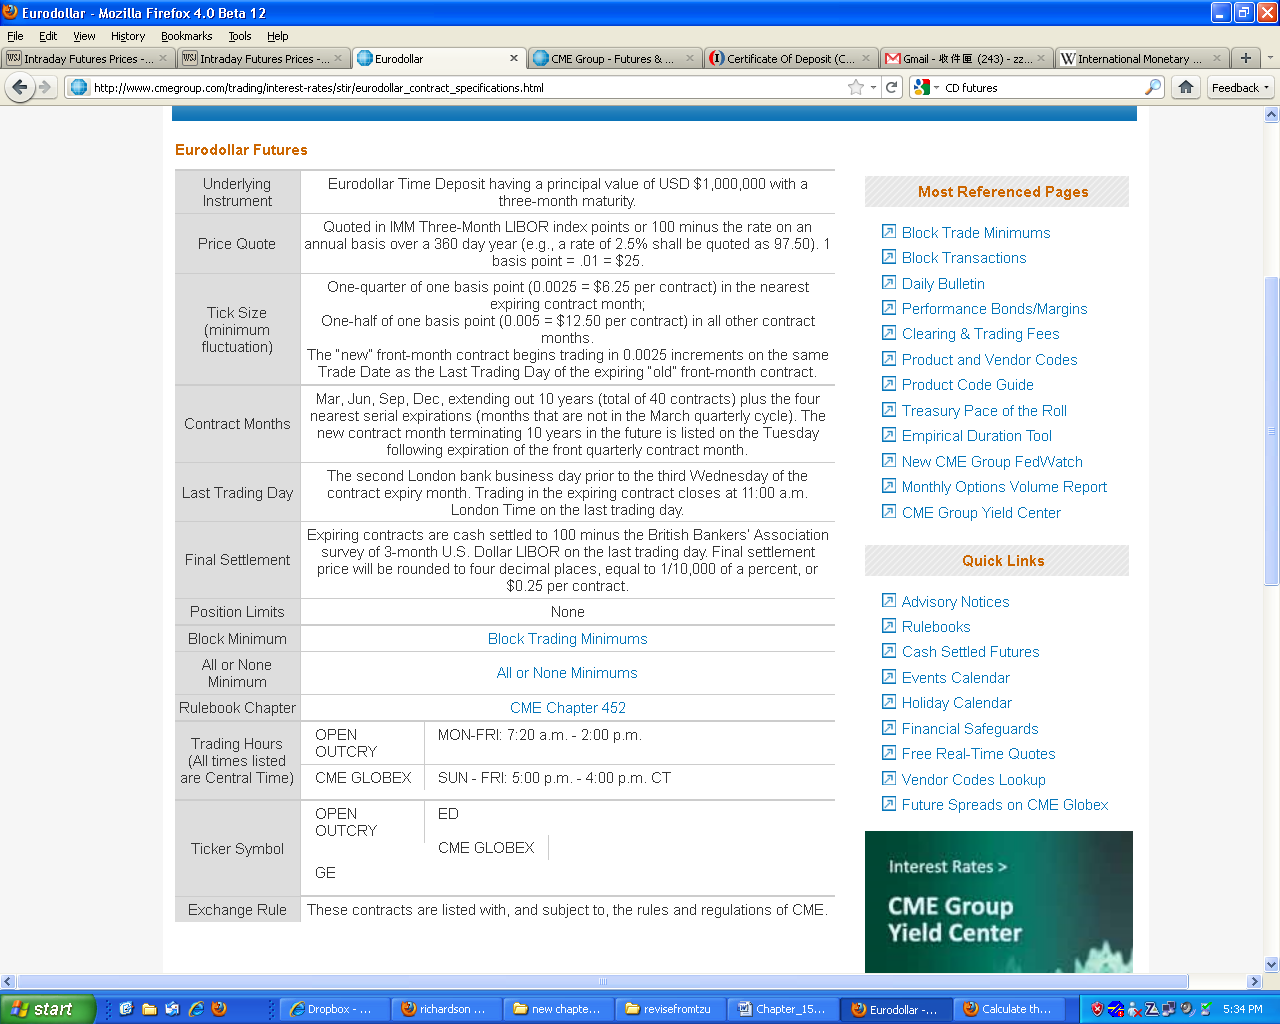 Eurodollar - Mozilla Firefox 4.0 Beta 12
File Edit View History Bookmarks Tools Help
Intraday Futures Prices -...
Intraday Futures Prices -...
Eurodollar
CME Group - Futures & ...
Certificate Of Deposit (C...
Gmail - 收件匣 (243) - zz...
International Monetary ...
http://www.cmegroup.com/trading/interest-rates/stir/eurodollar_contract_specifications.html
CD futures
Feedback
Eurodollar Futures
Underlying
Instrument
Eurodollar Time Deposit having a principal value of USD $1,000,000 with a
three-month maturity.
Price Quote
Quoted in IMM Three-Month LIBOR index points or 100 minus the rate on an
annual basis over a 360 day year (e.g., a rate of 2.5% shall be quoted as 97.50). 1
basis point = .01 = $25.
Tick Size
(minimum
fluctuation)
One-quarter of one basis point (0.0025 = $6.25 per contract) in the nearest
expiring contract month;
One-half of one basis point (0.005 = $12.50 per contract) in all other contract
months.
The "new" front-month contract begins trading in 0.0025 increments on the same
Trade Date as the Last Trading Day of the expiring "old" front-month contract.
Contract Months
Mar, Jun, Sep, Dec, extending out 10 years (total of 40 contracts) plus the four
nearest serial expirations (months that are not in the March quarterly cycle). The
new contract month terminating 10 years in the future is listed on the Tuesday
following expiration of the front quarterly contract month.
Last Trading Day
The second London bank business day prior to the third Wednesday of the
contract expiry month. Trading in the expiring contract closes at 11:00 a.m.
London Time on the last trading day.
Final Settlement
Expiring contracts are cash settled to 100 minus the British Bankers' Association
survey of 3-month U.S. Dollar LIBOR on the last trading day. Final settlement
price will be rounded to four decimal places, equal to 1/10,000 of a percent, or
$0.25 per contract.
Position Limits
None
Block Minimum
Block Trading Minimums
All or None
Minimum
All or None Minimums
Rulebook Chapter
CME Chapter 452
Trading Hours
(All times listed
are Central Time)
OPEN
OUTCRY
MON-FRI: 7:20 a.m. - 2:00 p.m.
CME GLOBEX
SUN - FRI: 5:00 p.m. - 4:00 p.m. CT
Ticker Symbol
OPEN
OUTCRY
ED
CME GLOBEX
GE
Exchange Rule
These contracts are listed with, and subject to, the rules and regulations of CME.
Most Referenced Pages
Block Trade Minimums
Block Transactions
Daily Bulletin
Performance Bonds/Margins
Clearing & Trading Fees
Product and Vendor Codes
Product Code Guide
Treasury Pace of the Roll
Empirical Duration Tool
New CME Group FedWatch
Monthly Options Volume Report
CME Group Yield Center
Quick Links
Advisory Notices
Rulebooks
Cash Settled Futures
Events Calendar
Holiday Calendar
Financial Safeguards
Free Real-Time Quotes
Vendor Codes Lookup
Future Spreads on CME Globex
Interest Rates >
CME Group
Yield Center
start
Dropbox - ...
richardson ...
new chapte...
revisefromtzu
Chapter_15...
Eurodollar -...
Calculate th...
5:34 PM